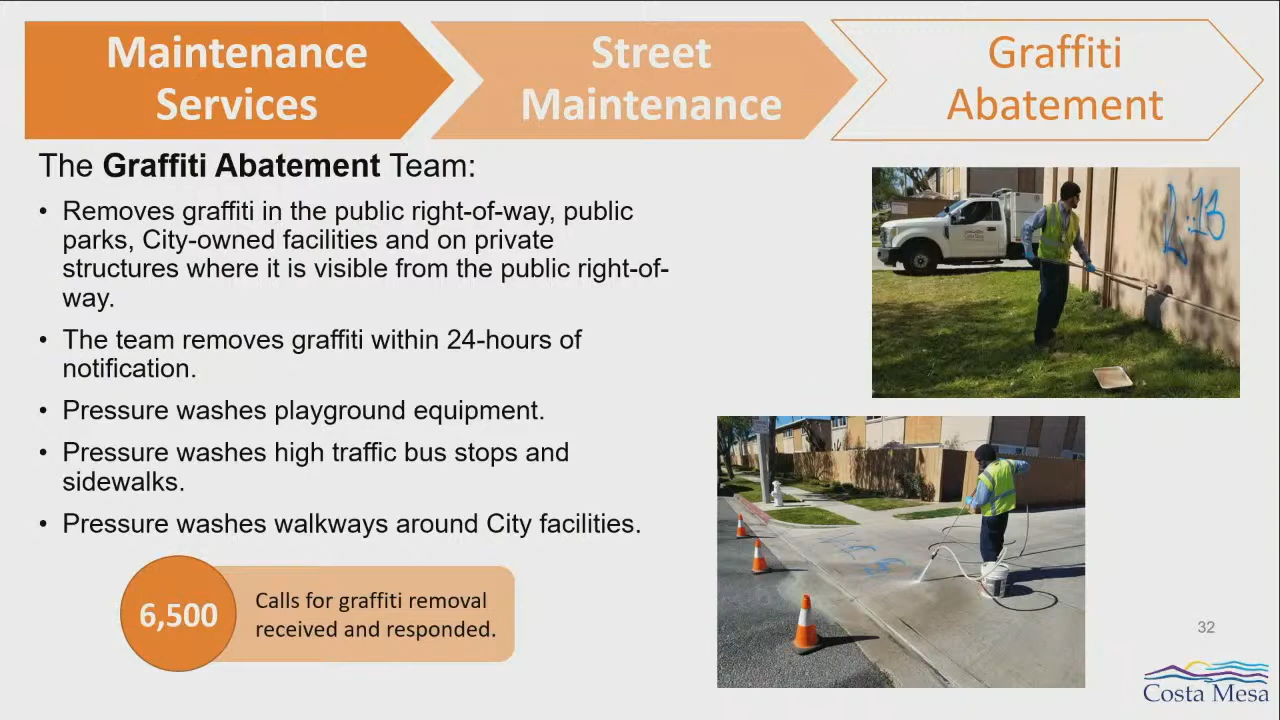 Maintenance
Services
Street
Maintenance
Graffiti
Abatement
The Graffiti Abatement Team:
• Removes graffiti in the public right-of-way, public
parks, City-owned facilities and on private
structures where it is visible from the public right-of-
way.
• The team removes graffiti within 24-hours of
notification.
• Pressure washes playground equipment.
• Pressure washes high traffic bus stops and
sidewalks.
• Pressure washes walkways around City facilities.
6,500
Calls for graffiti removal
received and responded.
32
Costa Mesa